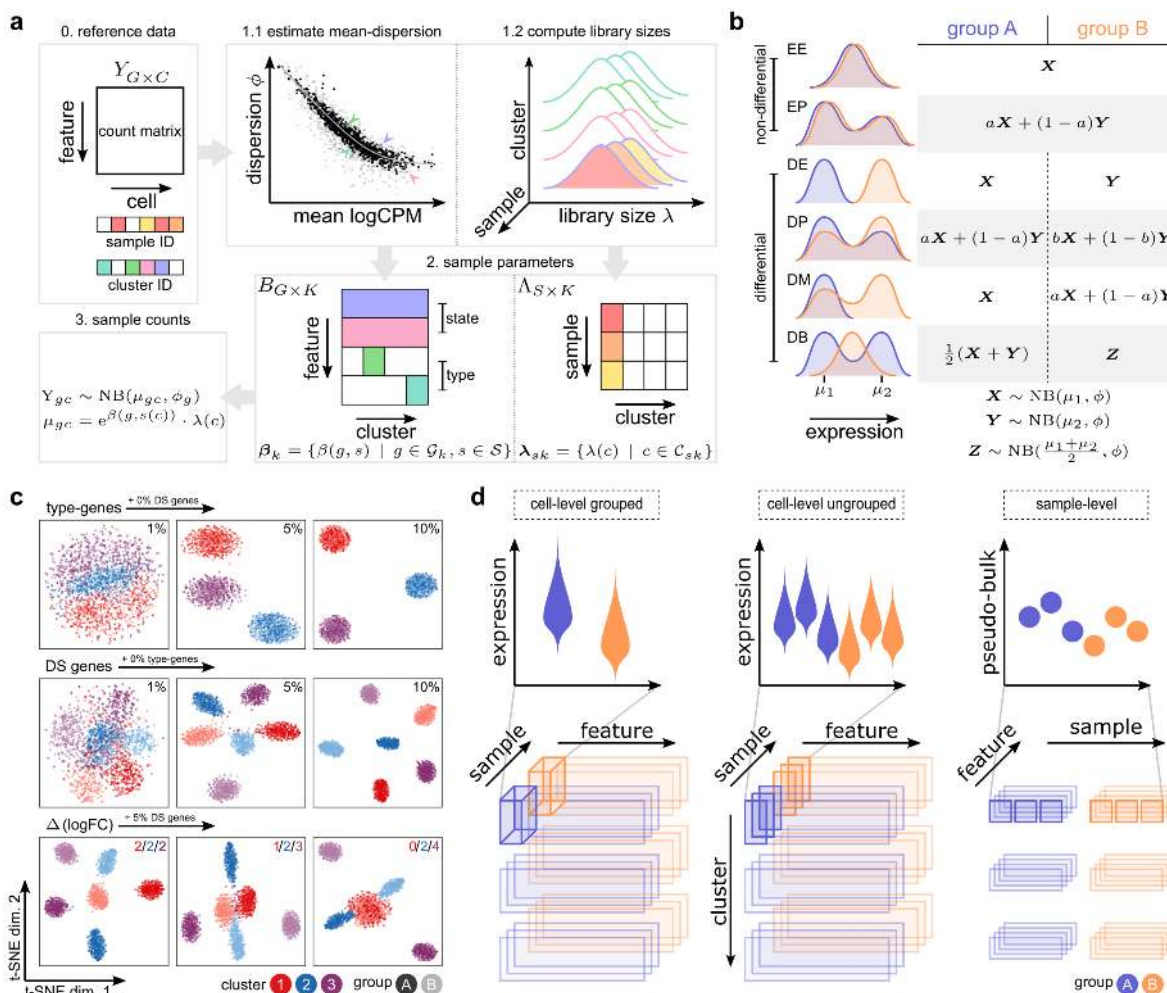 a
0. reference data
Y_{G×C}
feature
count matrix
cell
sample ID
cluster ID
1.1 estimate mean-dispersion
dispersion ϕ
mean logCPM
1.2 compute library sizes
cluster
sample
library size λ
2. sample parameters
B_{G×K}
feature
state
type
cluster
β_k = {β(g, s) | g ∈ G_k, s ∈ S}
Λ_{S×K}
sample
cluster
λ_{sk} = {λ(c) | c ∈ C_{sk}}
3. sample counts
Y_{gc} ∼ NB(μ_{gc}, ϕ_g)
μ_{gc} = e^{β(g,s(c))} · λ(c)
b
group A
group B
non-differential
EE
X
EP
aX + (1 − a)Y
differential
DE
X
Y
DP
aX + (1 − a)Y
bX + (1 − b)Y
DM
X
aX + (1 − a)Y
DB
½(X + Y)
Z
μ₁ μ₂
expression
X ∼ NB(μ₁, ϕ)
Y ∼ NB(μ₂, ϕ)
Z ∼ NB((μ₁+μ₂)/2, ϕ)
c
type-genes
+ 0% DS genes
1%
5%
10%
DS genes
+ 0% type-genes
1%
5%
10%
Δ(logFC)
+ 5% DS genes
2/2/2
1/2/3
0/2/4
t-SNE dim. 2
t-SNE dim. 1
cluster 1 2 3
group A B
d
cell-level grouped
expression
sample
feature
cell-level ungrouped
expression
sample
feature
cluster
sample-level
pseudo-bulk
feature
sample
group A B